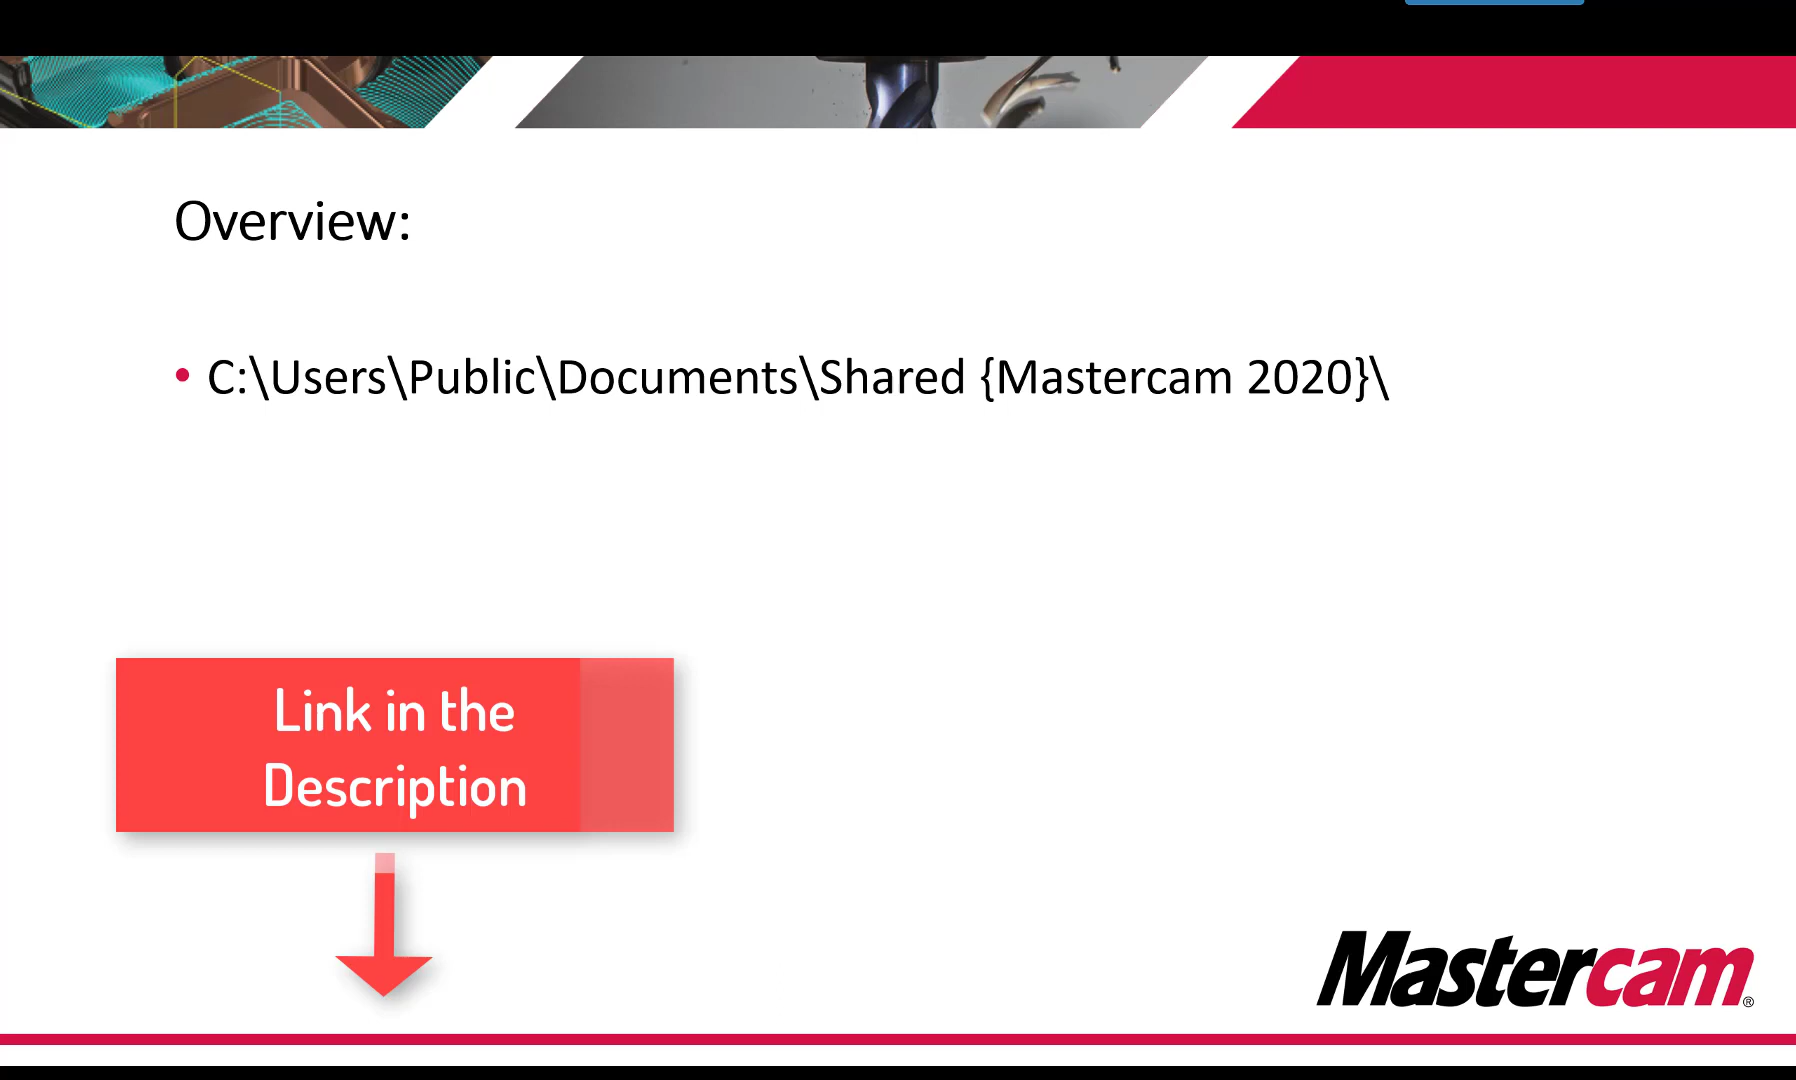 Overview:
• C:\Users\Public\Documents\Shared {Mastercam 2020}\
Link in the
Description
Mastercam®